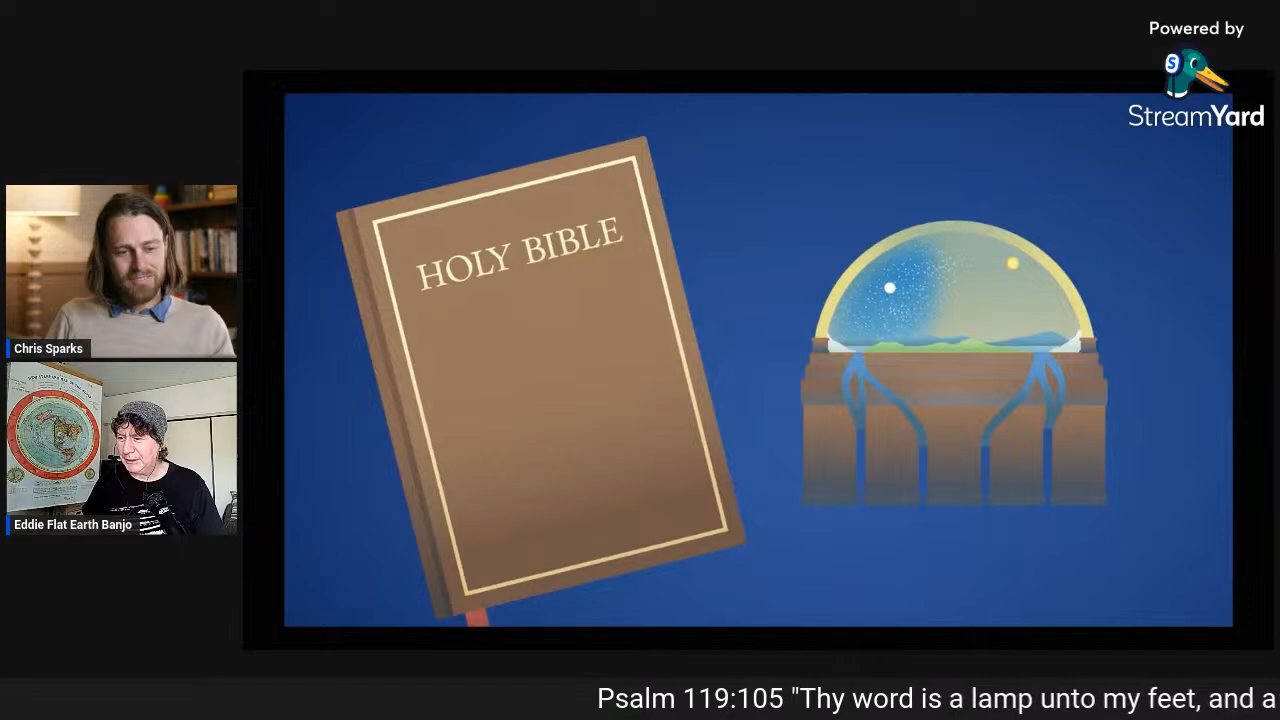 Powered by
S
StreamYard
HOLY BIBLE
Chris Sparks
Eddie Flat Earth Banjo
Psalm 119:105 "Thy word is a lamp unto my feet, and a